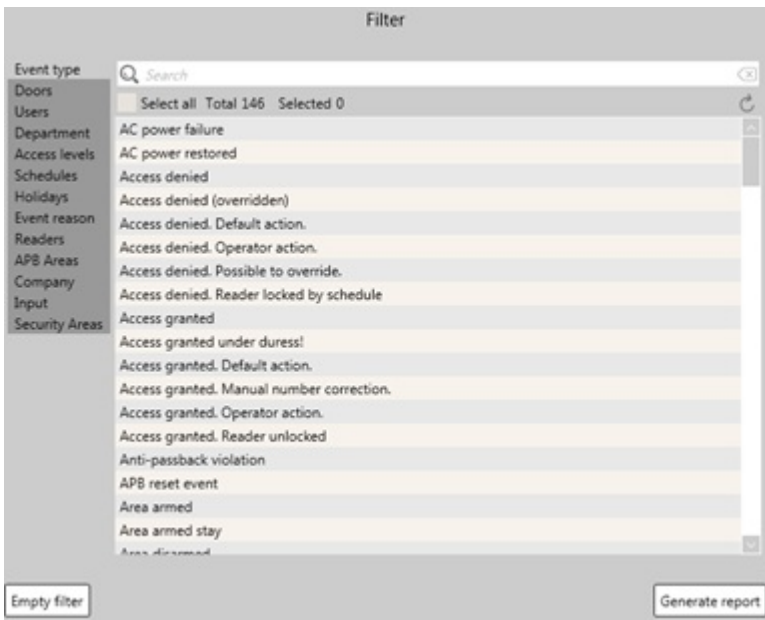 Filter
Event type
Doors
Users
Department
Access levels
Schedules
Holidays
Event reason
Readers
APB Areas
Company
Input
Security Areas
Search
Select all Total 146 Selected 0
AC power failure
AC power restored
Access denied
Access denied (overridden)
Access denied. Default action.
Access denied. Operator action.
Access denied. Possible to override.
Access denied. Reader locked by schedule
Access granted
Access granted under duress!
Access granted. Default action.
Access granted. Manual number correction.
Access granted. Operator action.
Access granted. Reader unlocked
Anti-passback violation
APB reset event
Area armed
Area armed stay
Area disarmed
Empty filter
Generate report